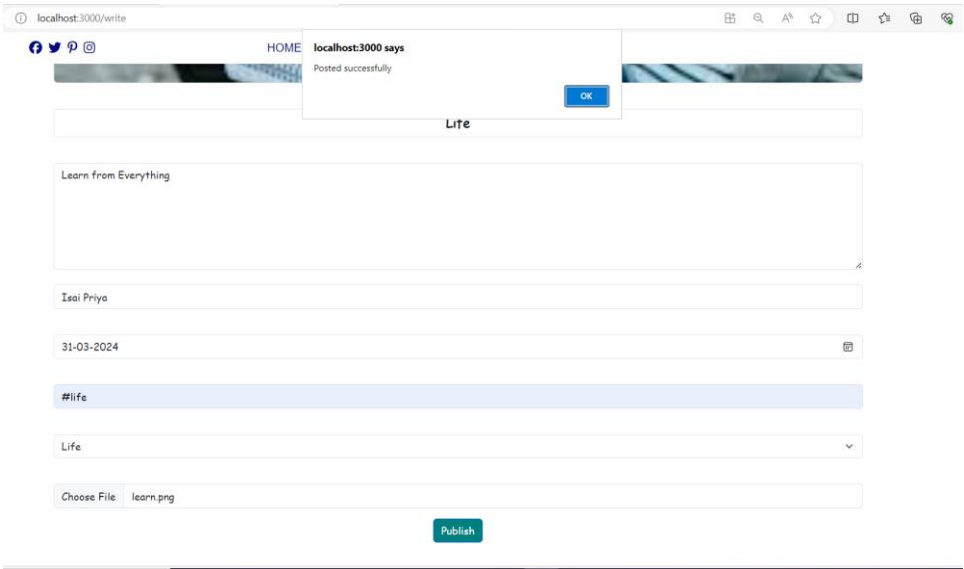 localhost:3000/write
HOME
localhost:3000 says
Posted successfully
OK
Life
Learn from Everything
Isai Priya
31-03-2024
#life
Life
Choose File learn.png
Publish